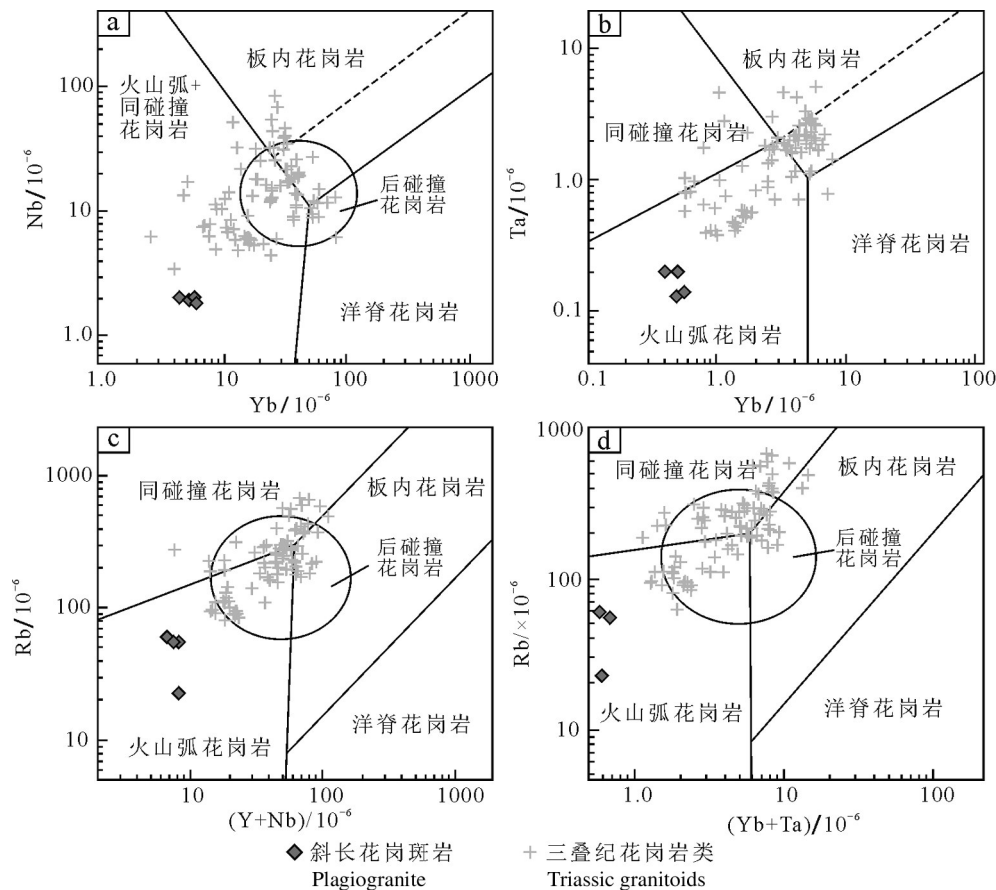 a
火山弧+
同碰撞
花岗岩
板内花岗岩
后碰撞
花岗岩
洋脊花岗岩
100
10
1.0
Nb/10⁻⁶
1.0
10
100
1000
Yb/10⁻⁶
b
板内花岗岩
同碰撞花岗岩
洋脊花岗岩
火山弧花岗岩
10
1.0
0.1
Ta/10⁻⁶
0.1
1.0
10
100
Yb/10⁻⁶
c
同碰撞花岗岩
板内花岗岩
后碰撞
花岗岩
洋脊花岗岩
火山弧花岗岩
1000
100
10
Rb/10⁻⁶
10
100
1000
(Y+Nb)/10⁻⁶
d
同碰撞花岗岩
板内花岗岩
后碰撞
花岗岩
火山弧花岗岩
洋脊花岗岩
1000
100
10
Rb/×10⁻⁶
1.0
10
100
(Yb+Ta)/10⁻⁶
斜长花岗斑岩
三叠纪花岗岩类
Plagiogranite
Triassic granitoids